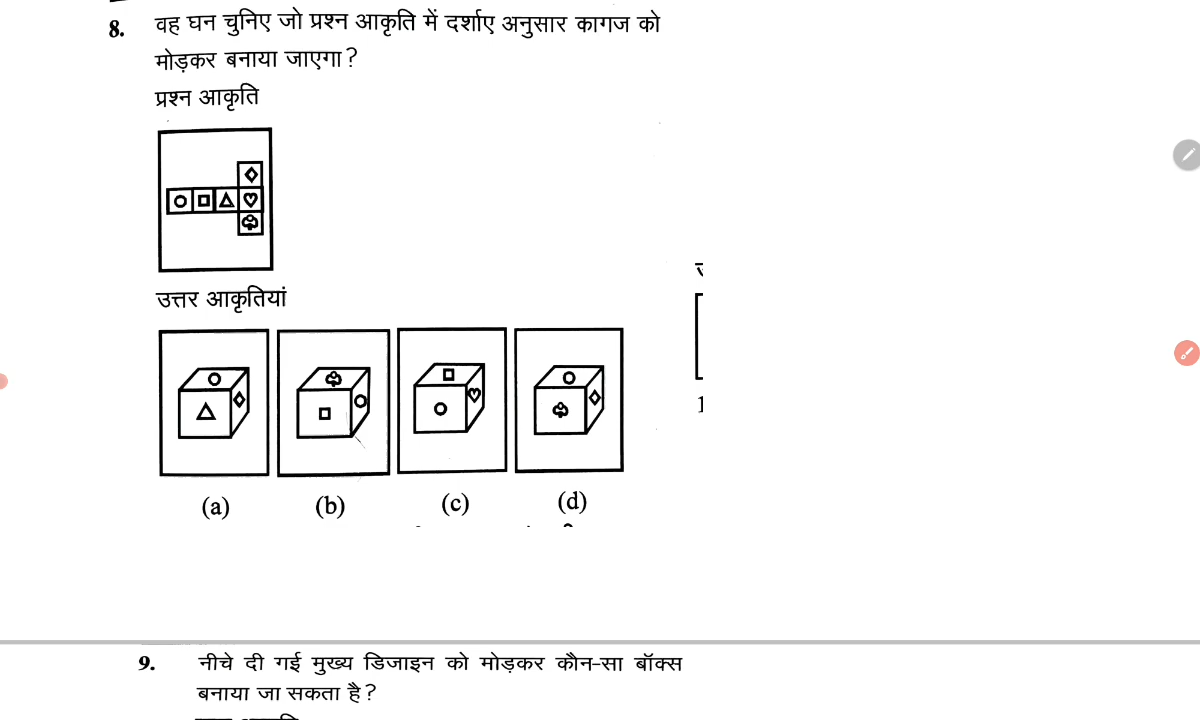 8. वह घन चुनिए जो प्रश्न आकृति में दर्शाए अनुसार कागज को
मोड़कर बनाया जाएगा?
प्रश्न आकृति
उत्तर आकृतियां
(a) (b) (c) (d)
9. नीचे दी गई मुख्य डिजाइन को मोड़कर कौन-सा बॉक्स
बनाया जा सकता है?